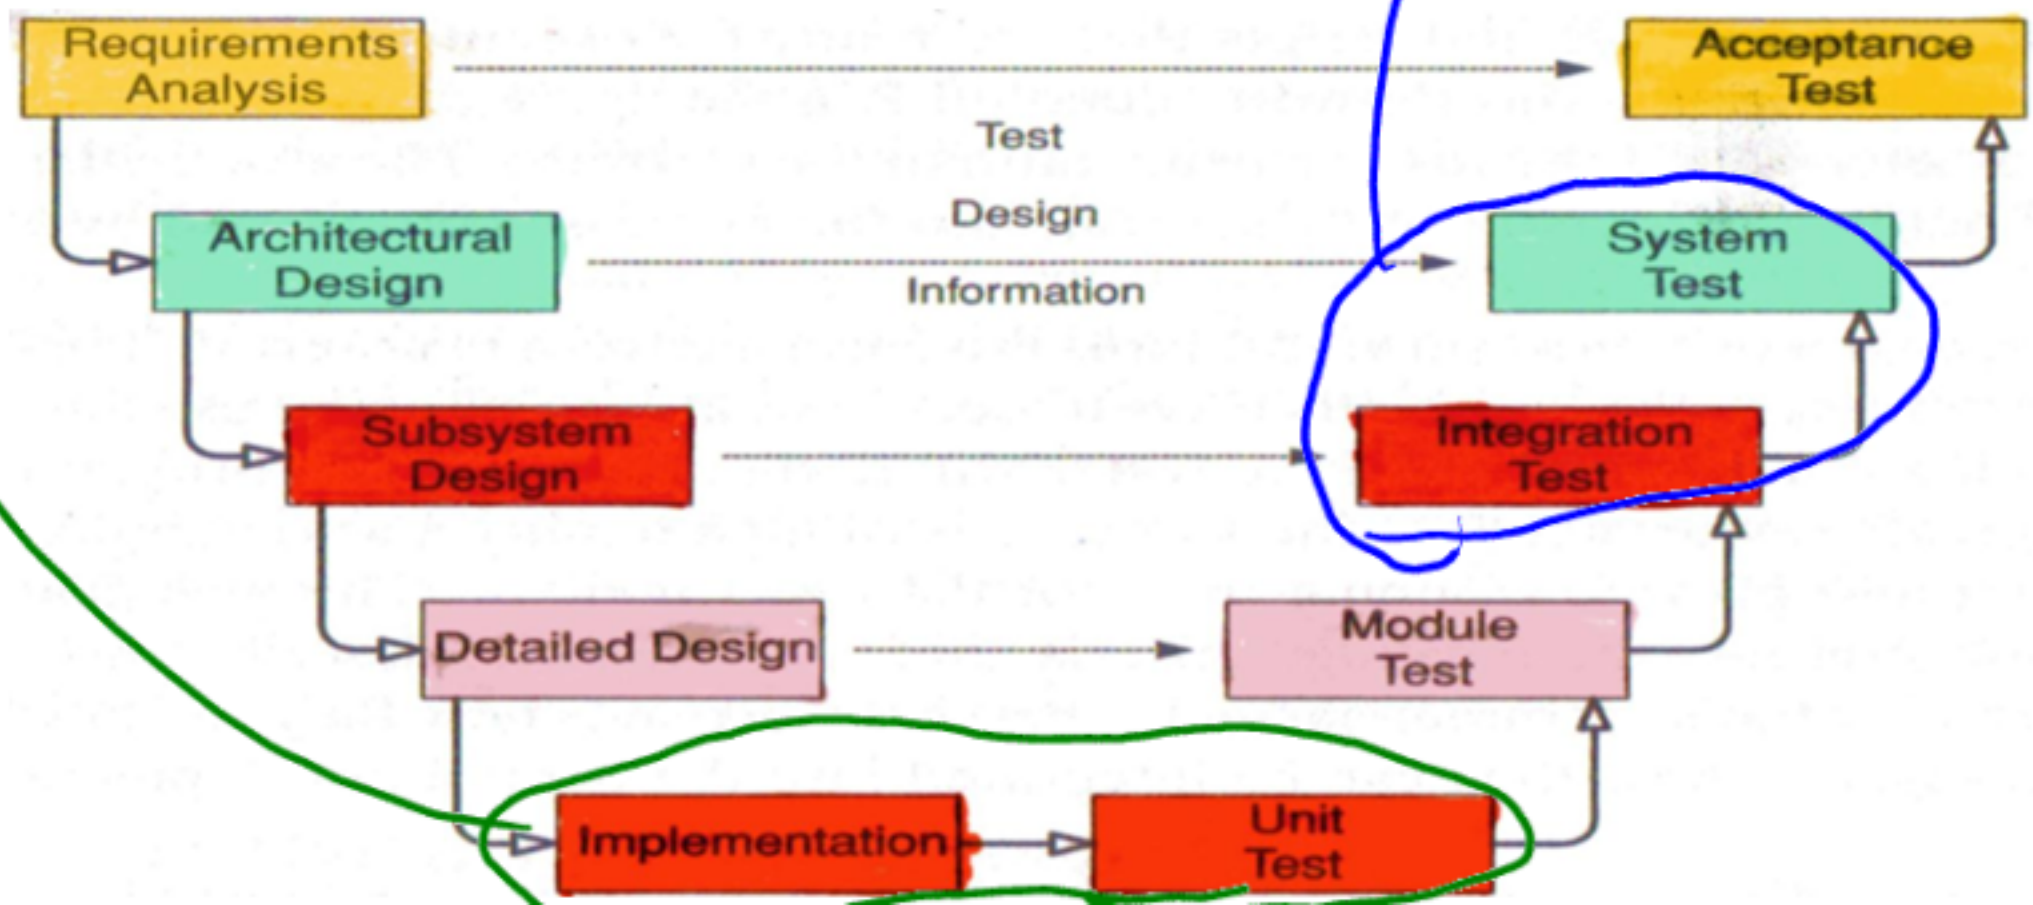 Requirements
Analysis
Acceptance
Test
Test
Architectural
Design
Design
Information
System
Test
Subsystem
Design
Integration
Test
Detailed Design
Module
Test
Implementation
Unit
Test